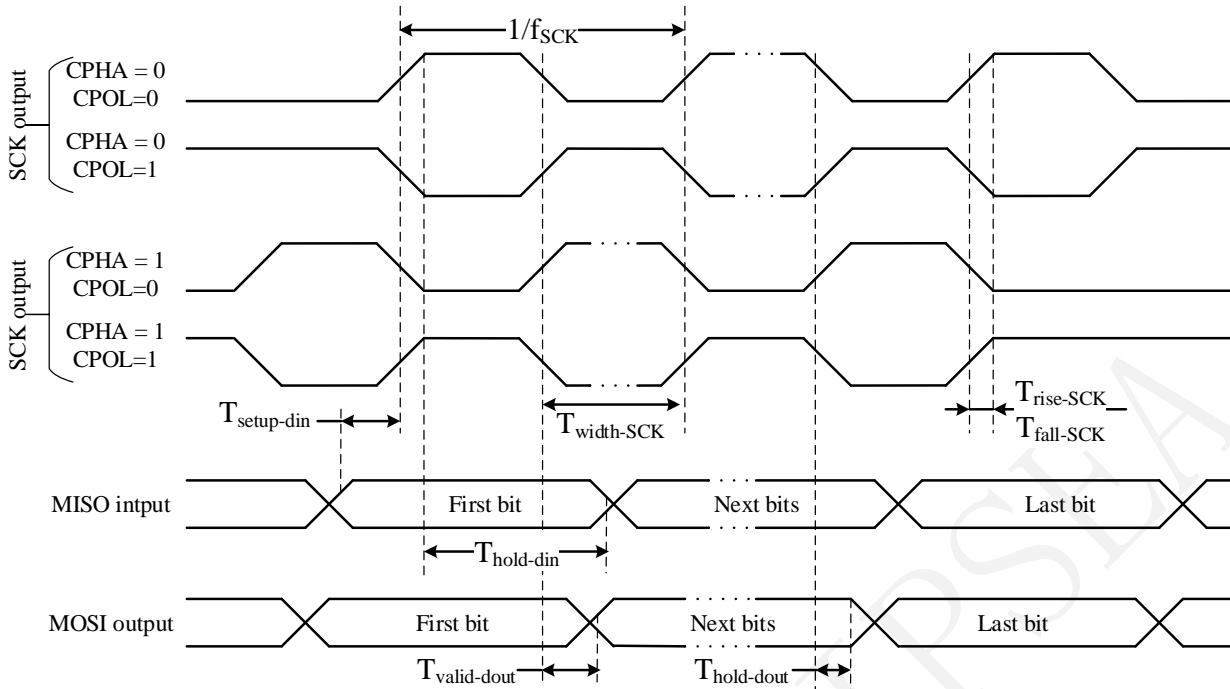 1/fSCK
SCK output
CPHA = 0
CPOL=0
CPHA = 0
CPOL=1
SCK output
CPHA = 1
CPOL=0
CPHA = 1
CPOL=1
Tsetup-din
Twidth-SCK
Trise-SCK
Tfall-SCK
MISO intput
First bit
Next bits
Last bit
Thold-din
MOSI output
First bit
Next bits
Last bit
Tvalid-dout
Thold-dout